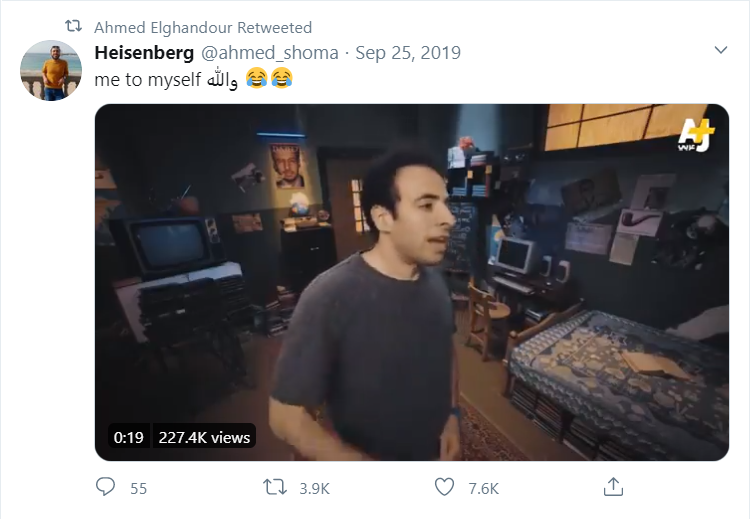 Ahmed Elghandour Retweeted
Heisenberg @ahmed_shoma · Sep 25, 2019
me to myself والله 😂😂
AJ+
عربي
0:19 227.4K views
55 3.9K 7.6K